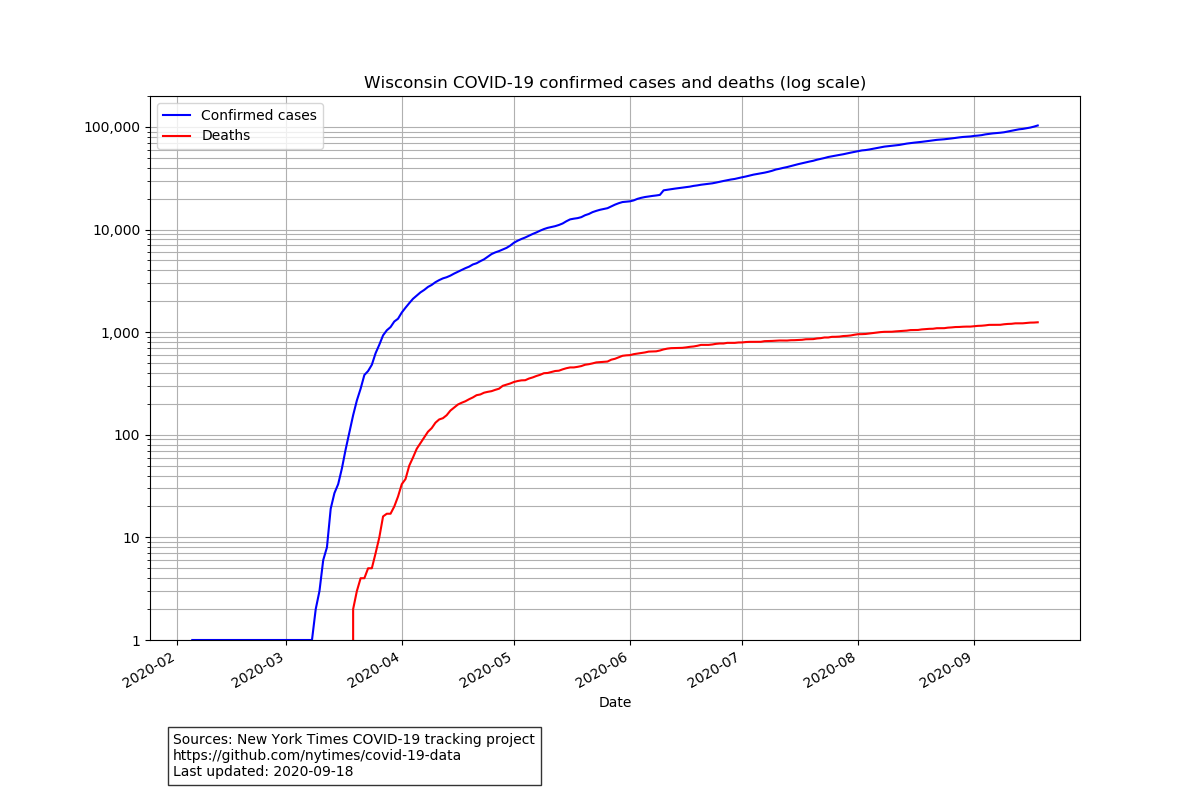 Wisconsin COVID-19 confirmed cases and deaths (log scale)
Confirmed cases
Deaths
100,000
10,000
1,000
100
10
1
2020-02
2020-03
2020-04
2020-05
2020-06
2020-07
2020-08
2020-09
Date
Sources: New York Times COVID-19 tracking project
https://github.com/nytimes/covid-19-data
Last updated: 2020-09-18